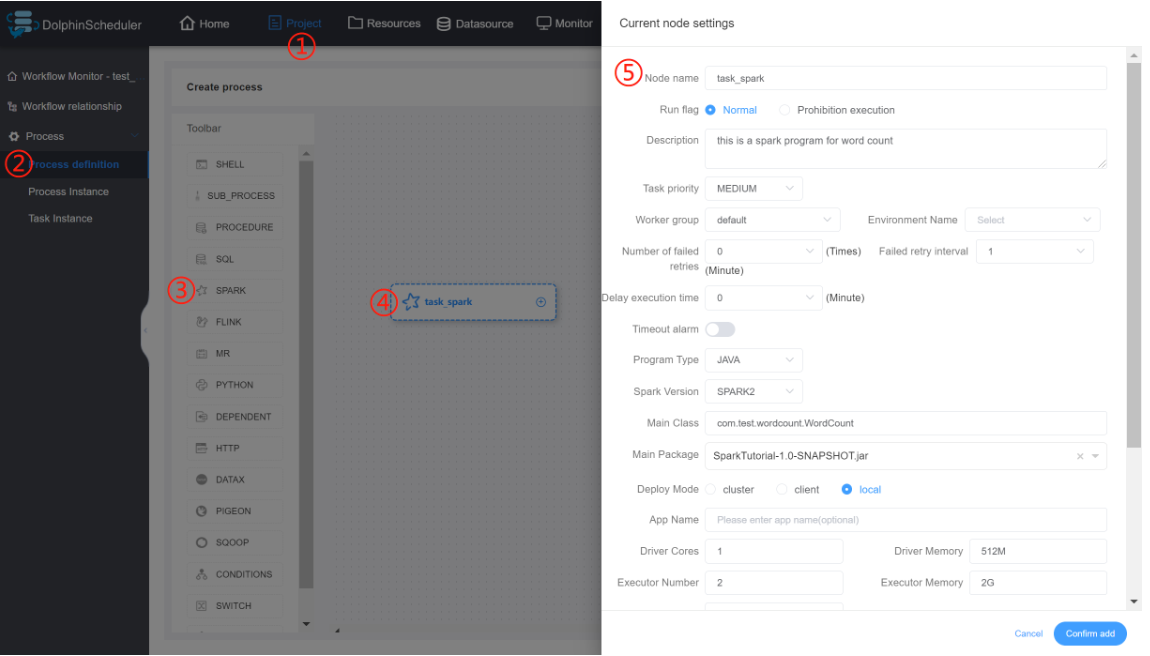 DolphinScheduler
Home
Project
Resources
Datasource
Monitor
①
Workflow Monitor - test_
Workflow relationship
Process
② Process definition
Process Instance
Task Instance
Create process
Toolbar
SHELL
SUB_PROCESS
PROCEDURE
SQL
③ SPARK
FLINK
MR
PYTHON
DEPENDENT
HTTP
DATAX
PIGEON
SQOOP
CONDITIONS
SWITCH
④ task_spark
Current node settings
⑤ Node name task_spark
Run flag Normal Prohibition execution
Description this is a spark program for word count
Task priority MEDIUM
Worker group default Environment Name Select
Number of failed retries 0 (Times) Failed retry interval 1
(Minute)
Delay execution time 0 (Minute)
Timeout alarm
Program Type JAVA
Spark Version SPARK2
Main Class com.test.wordcount.WordCount
Main Package SparkTutorial-1.0-SNAPSHOT.jar
Deploy Mode cluster client local
App Name Please enter app name(optional)
Driver Cores 1 Driver Memory 512M
Executor Number 2 Executor Memory 2G
Cancel Confirm add